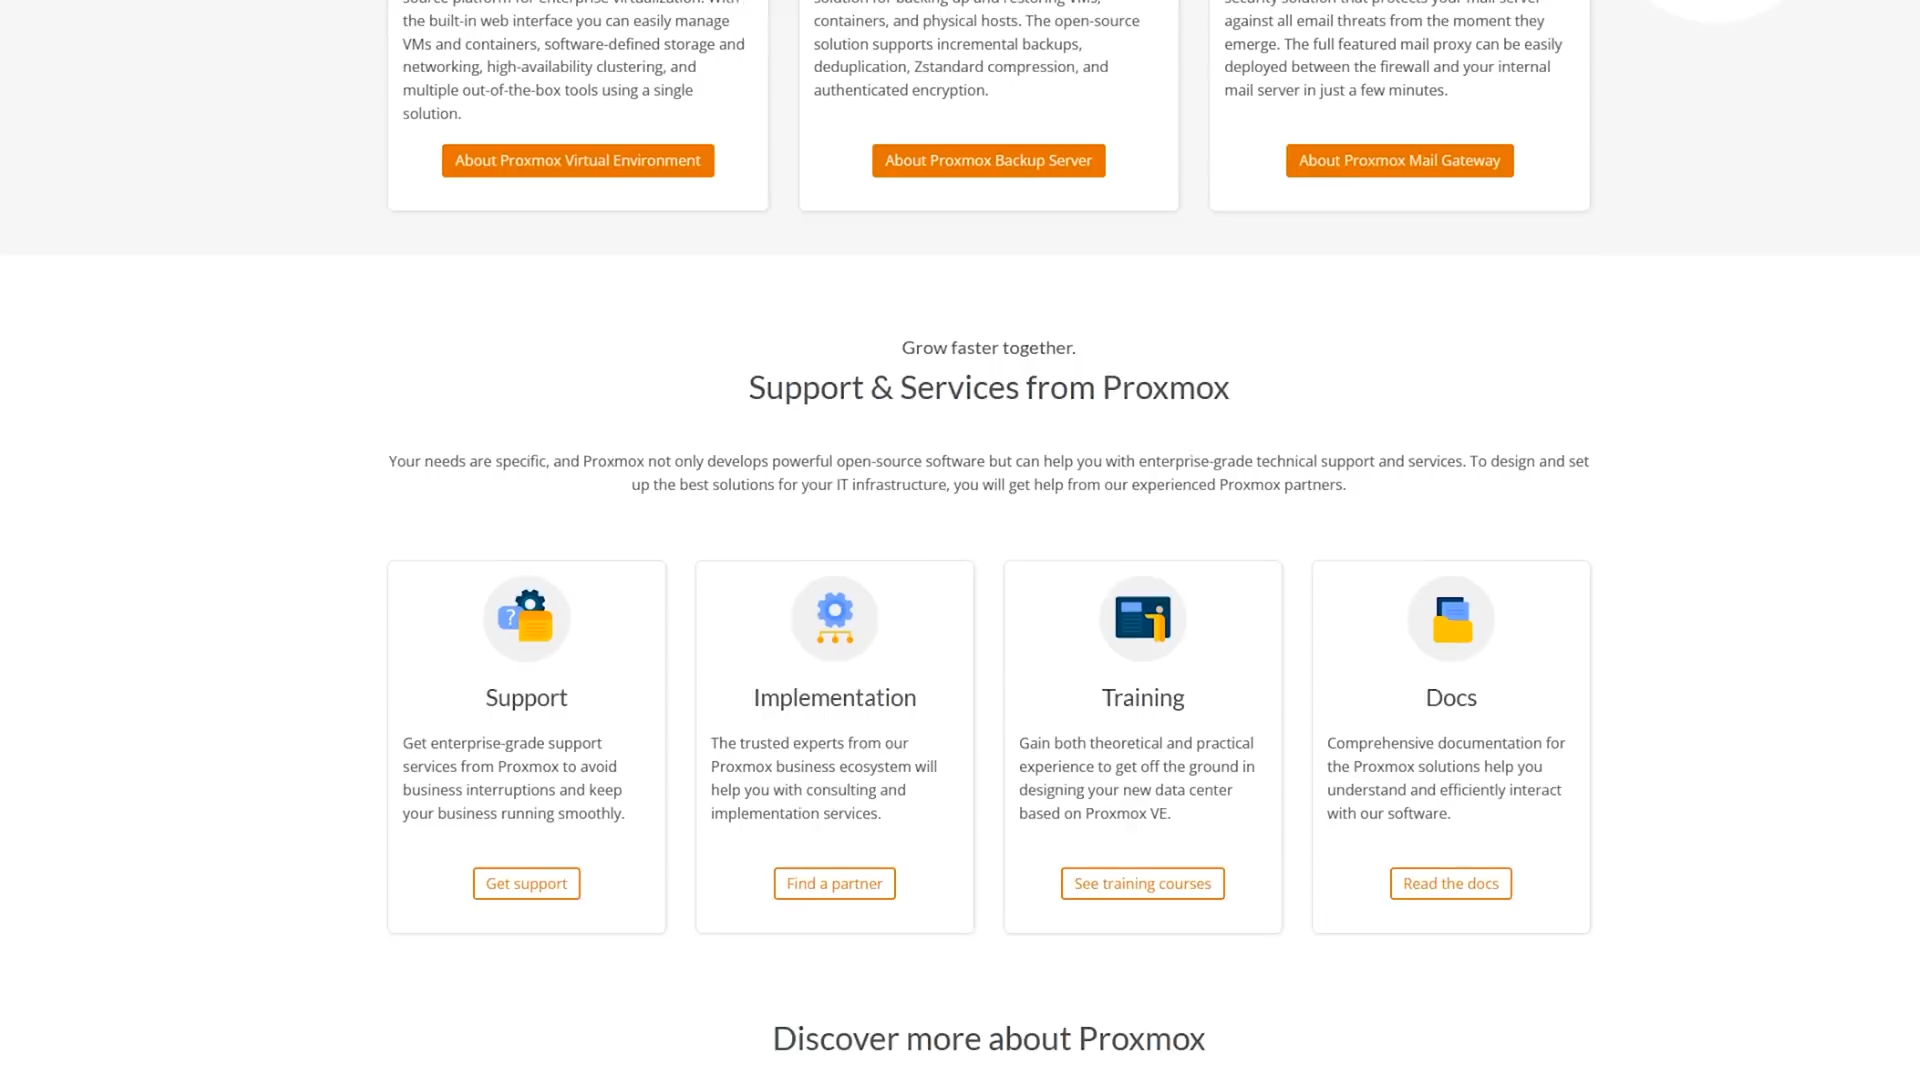 the built-in web interface you can easily manage
VMs and containers, software-defined storage and
networking, high-availability clustering, and
multiple out-of-the-box tools using a single
solution.
About Proxmox Virtual Environment
containers, and physical hosts. The open-source
solution supports incremental backups,
deduplication, Zstandard compression, and
authenticated encryption.
About Proxmox Backup Server
against all email threats from the moment they
emerge. The full featured mail proxy can be easily
deployed between the firewall and your internal
mail server in just a few minutes.
About Proxmox Mail Gateway
Grow faster together.
Support & Services from Proxmox
Your needs are specific, and Proxmox not only develops powerful open-source software but can help you with enterprise-grade technical support and services. To design and set
up the best solutions for your IT infrastructure, you will get help from our experienced Proxmox partners.
?
Support
Get enterprise-grade support
services from Proxmox to avoid
business interruptions and keep
your business running smoothly.
Get support
Implementation
The trusted experts from our
Proxmox business ecosystem will
help you with consulting and
implementation services.
Find a partner
Training
Gain both theoretical and practical
experience to get off the ground in
designing your new data center
based on Proxmox VE.
See training courses
Docs
Comprehensive documentation for
the Proxmox solutions help you
understand and efficiently interact
with our software.
Read the docs
Discover more about Proxmox